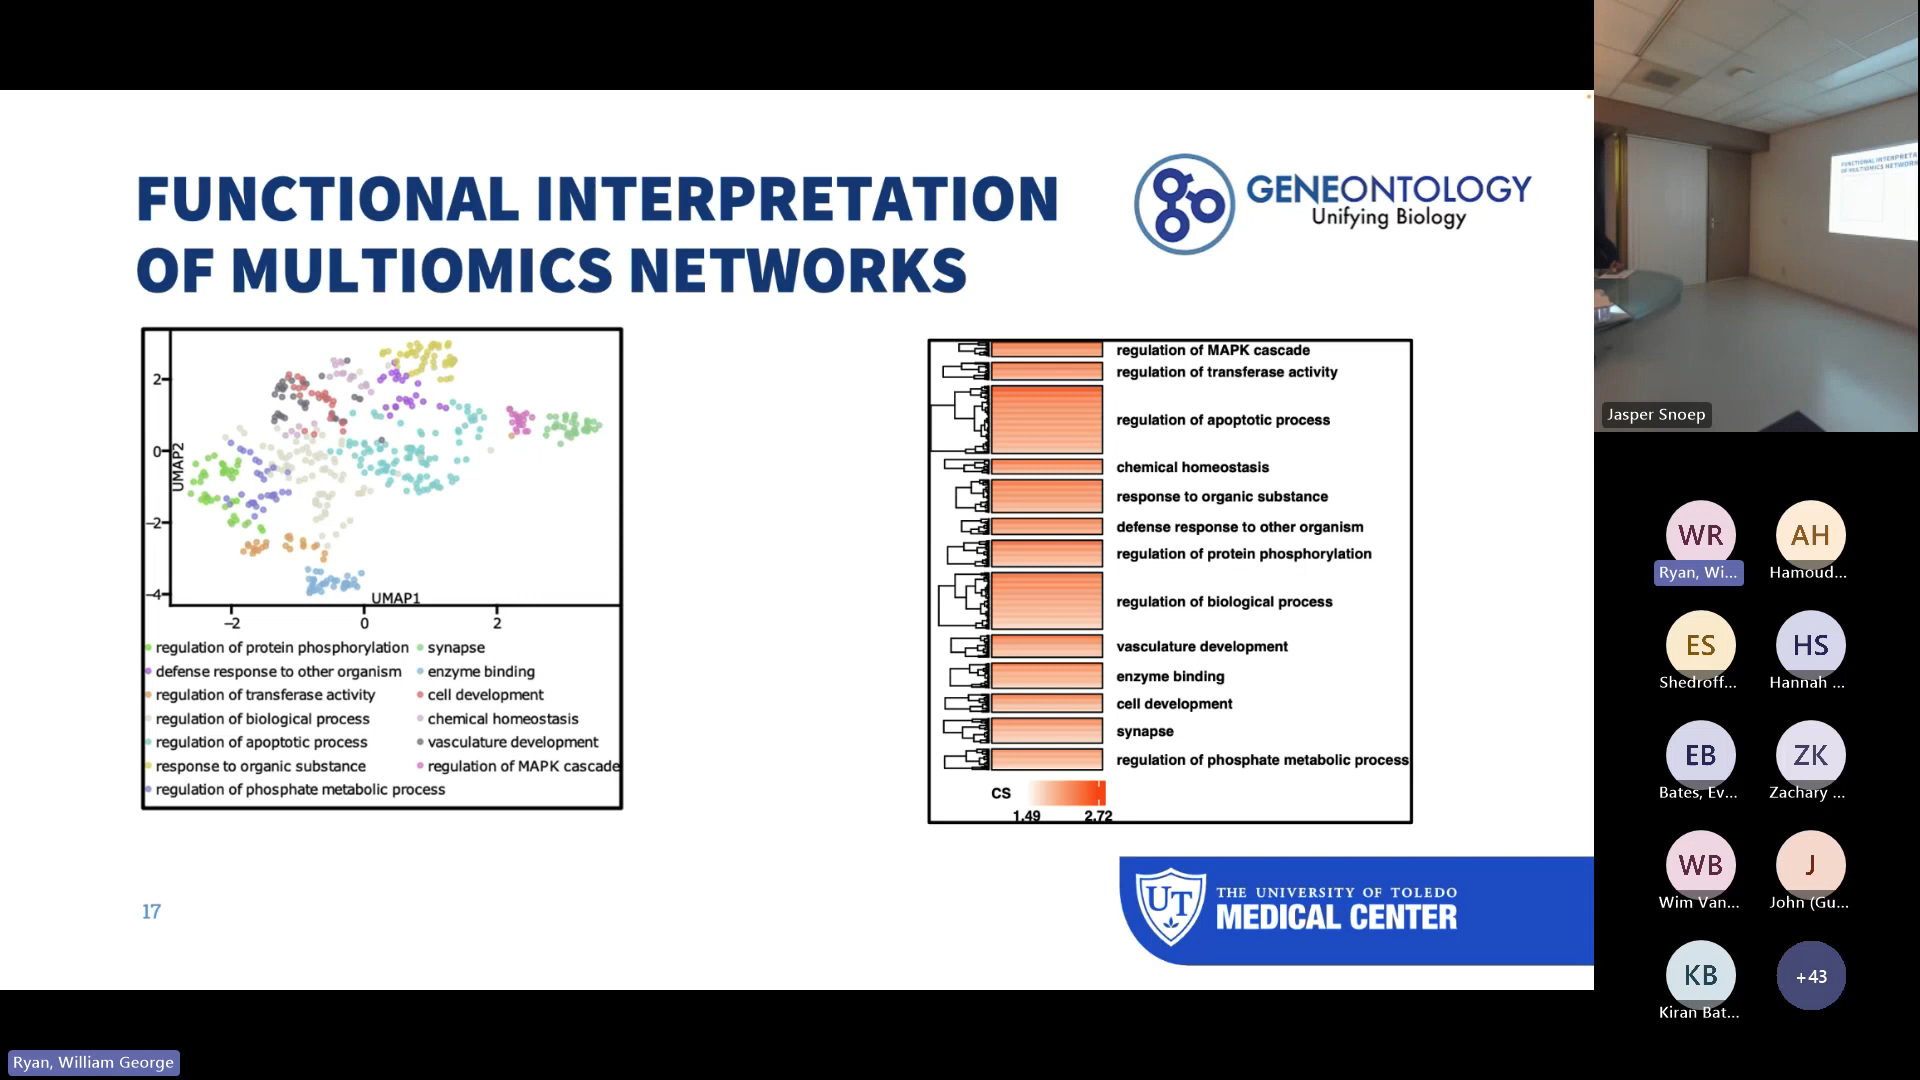 FUNCTIONAL INTERPRETATION
OF MULTIOMICS NETWORKS
go
GENEONTOLOGY
Unifying Biology
2
0
−2
−4
UMAP2
UMAP1
−2
0
2
regulation of protein phosphorylation
defense response to other organism
regulation of transferase activity
regulation of biological process
regulation of apoptotic process
response to organic substance
regulation of phosphate metabolic process
synapse
enzyme binding
cell development
chemical homeostasis
vasculature development
regulation of MAPK cascade
regulation of MAPK cascade
regulation of transferase activity
regulation of apoptotic process
chemical homeostasis
response to organic substance
defense response to other organism
regulation of protein phosphorylation
regulation of biological process
vasculature development
enzyme binding
cell development
synapse
regulation of phosphate metabolic process
CS
1.49
2.72
17
UT
THE UNIVERSITY OF TOLEDO
MEDICAL CENTER
Ryan, William George
FUNCTIONAL INTERPRETA
OF MULTIOMICS NETWORK
Jasper Snoep
WR
Ryan, Wi...
AH
Hamoud...
ES
Shedroff...
HS
Hannah ...
EB
Bates, Ev...
ZK
Zachary ...
WB
Wim Van...
J
John (Gu...
KB
Kiran Bat...
+43